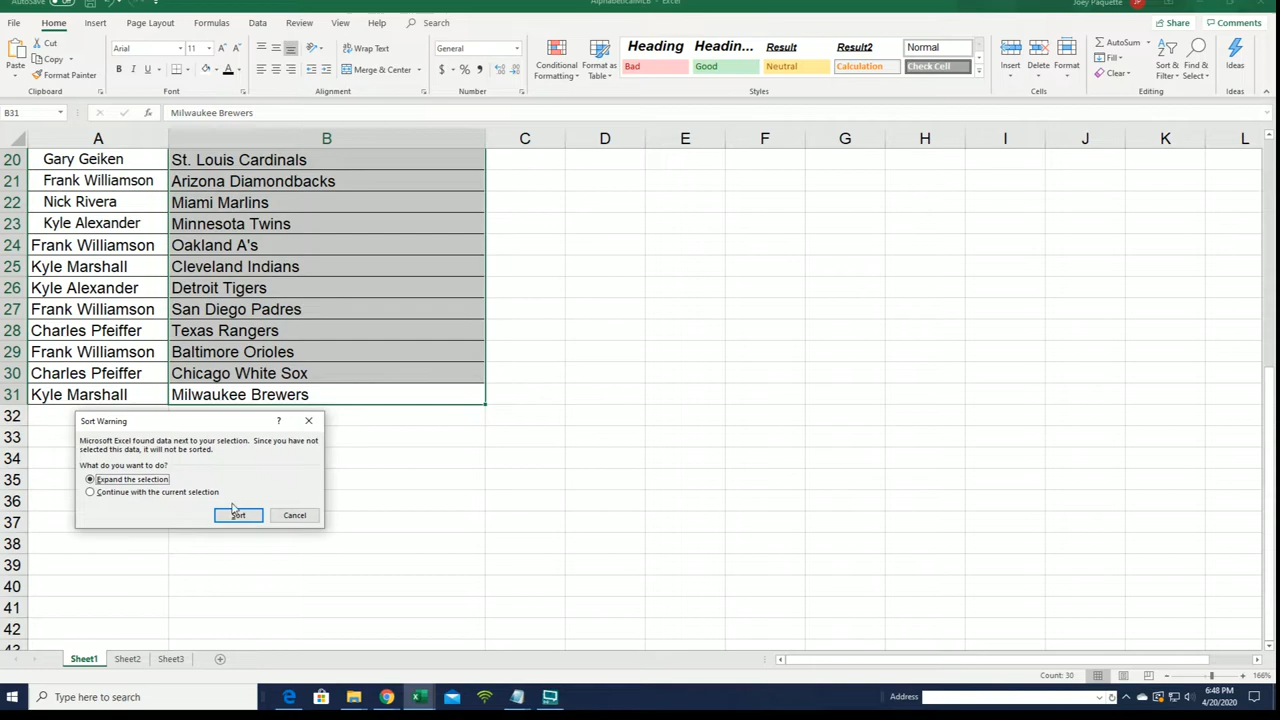 AutoSave
AlphabeticalMLB - Excel
Joey Paquette
File Home Insert Page Layout Formulas Data Review View Help Search
Share Comments
Paste
Cut
Copy
Format Painter
Clipboard
Arial 11
B I U
Font
Wrap Text
Merge & Center
Alignment
General
$ % 9
Number
Conditional Formatting
Format as Table
Heading Headin... Result Result2 Normal
Bad Good Neutral Calculation Check Cell
Styles
Insert Delete Format
Cells
AutoSum
Fill
Clear
Sort & Filter
Find & Select
Editing
Ideas
Ideas
B31 fx Milwaukee Brewers
A B C D E F G H I J K L
20 Gary Geiken St. Louis Cardinals
21 Frank Williamson Arizona Diamondbacks
22 Nick Rivera Miami Marlins
23 Kyle Alexander Minnesota Twins
24 Frank Williamson Oakland A's
25 Kyle Marshall Cleveland Indians
26 Kyle Alexander Detroit Tigers
27 Frank Williamson San Diego Padres
28 Charles Pfeiffer Texas Rangers
29 Frank Williamson Baltimore Orioles
30 Charles Pfeiffer Chicago White Sox
31 Kyle Marshall Milwaukee Brewers
32
33
34
35
36
37
38
39
40
41
42
43
Sort Warning ?
Microsoft Excel found data next to your selection. Since you have not
selected this data, it will not be sorted.
What do you want to do?
Expand the selection
Continue with the current selection
Sort Cancel
Sheet1 Sheet2 Sheet3
Count: 30 166%
Type here to search
Address
6:48 PM
4/20/2020